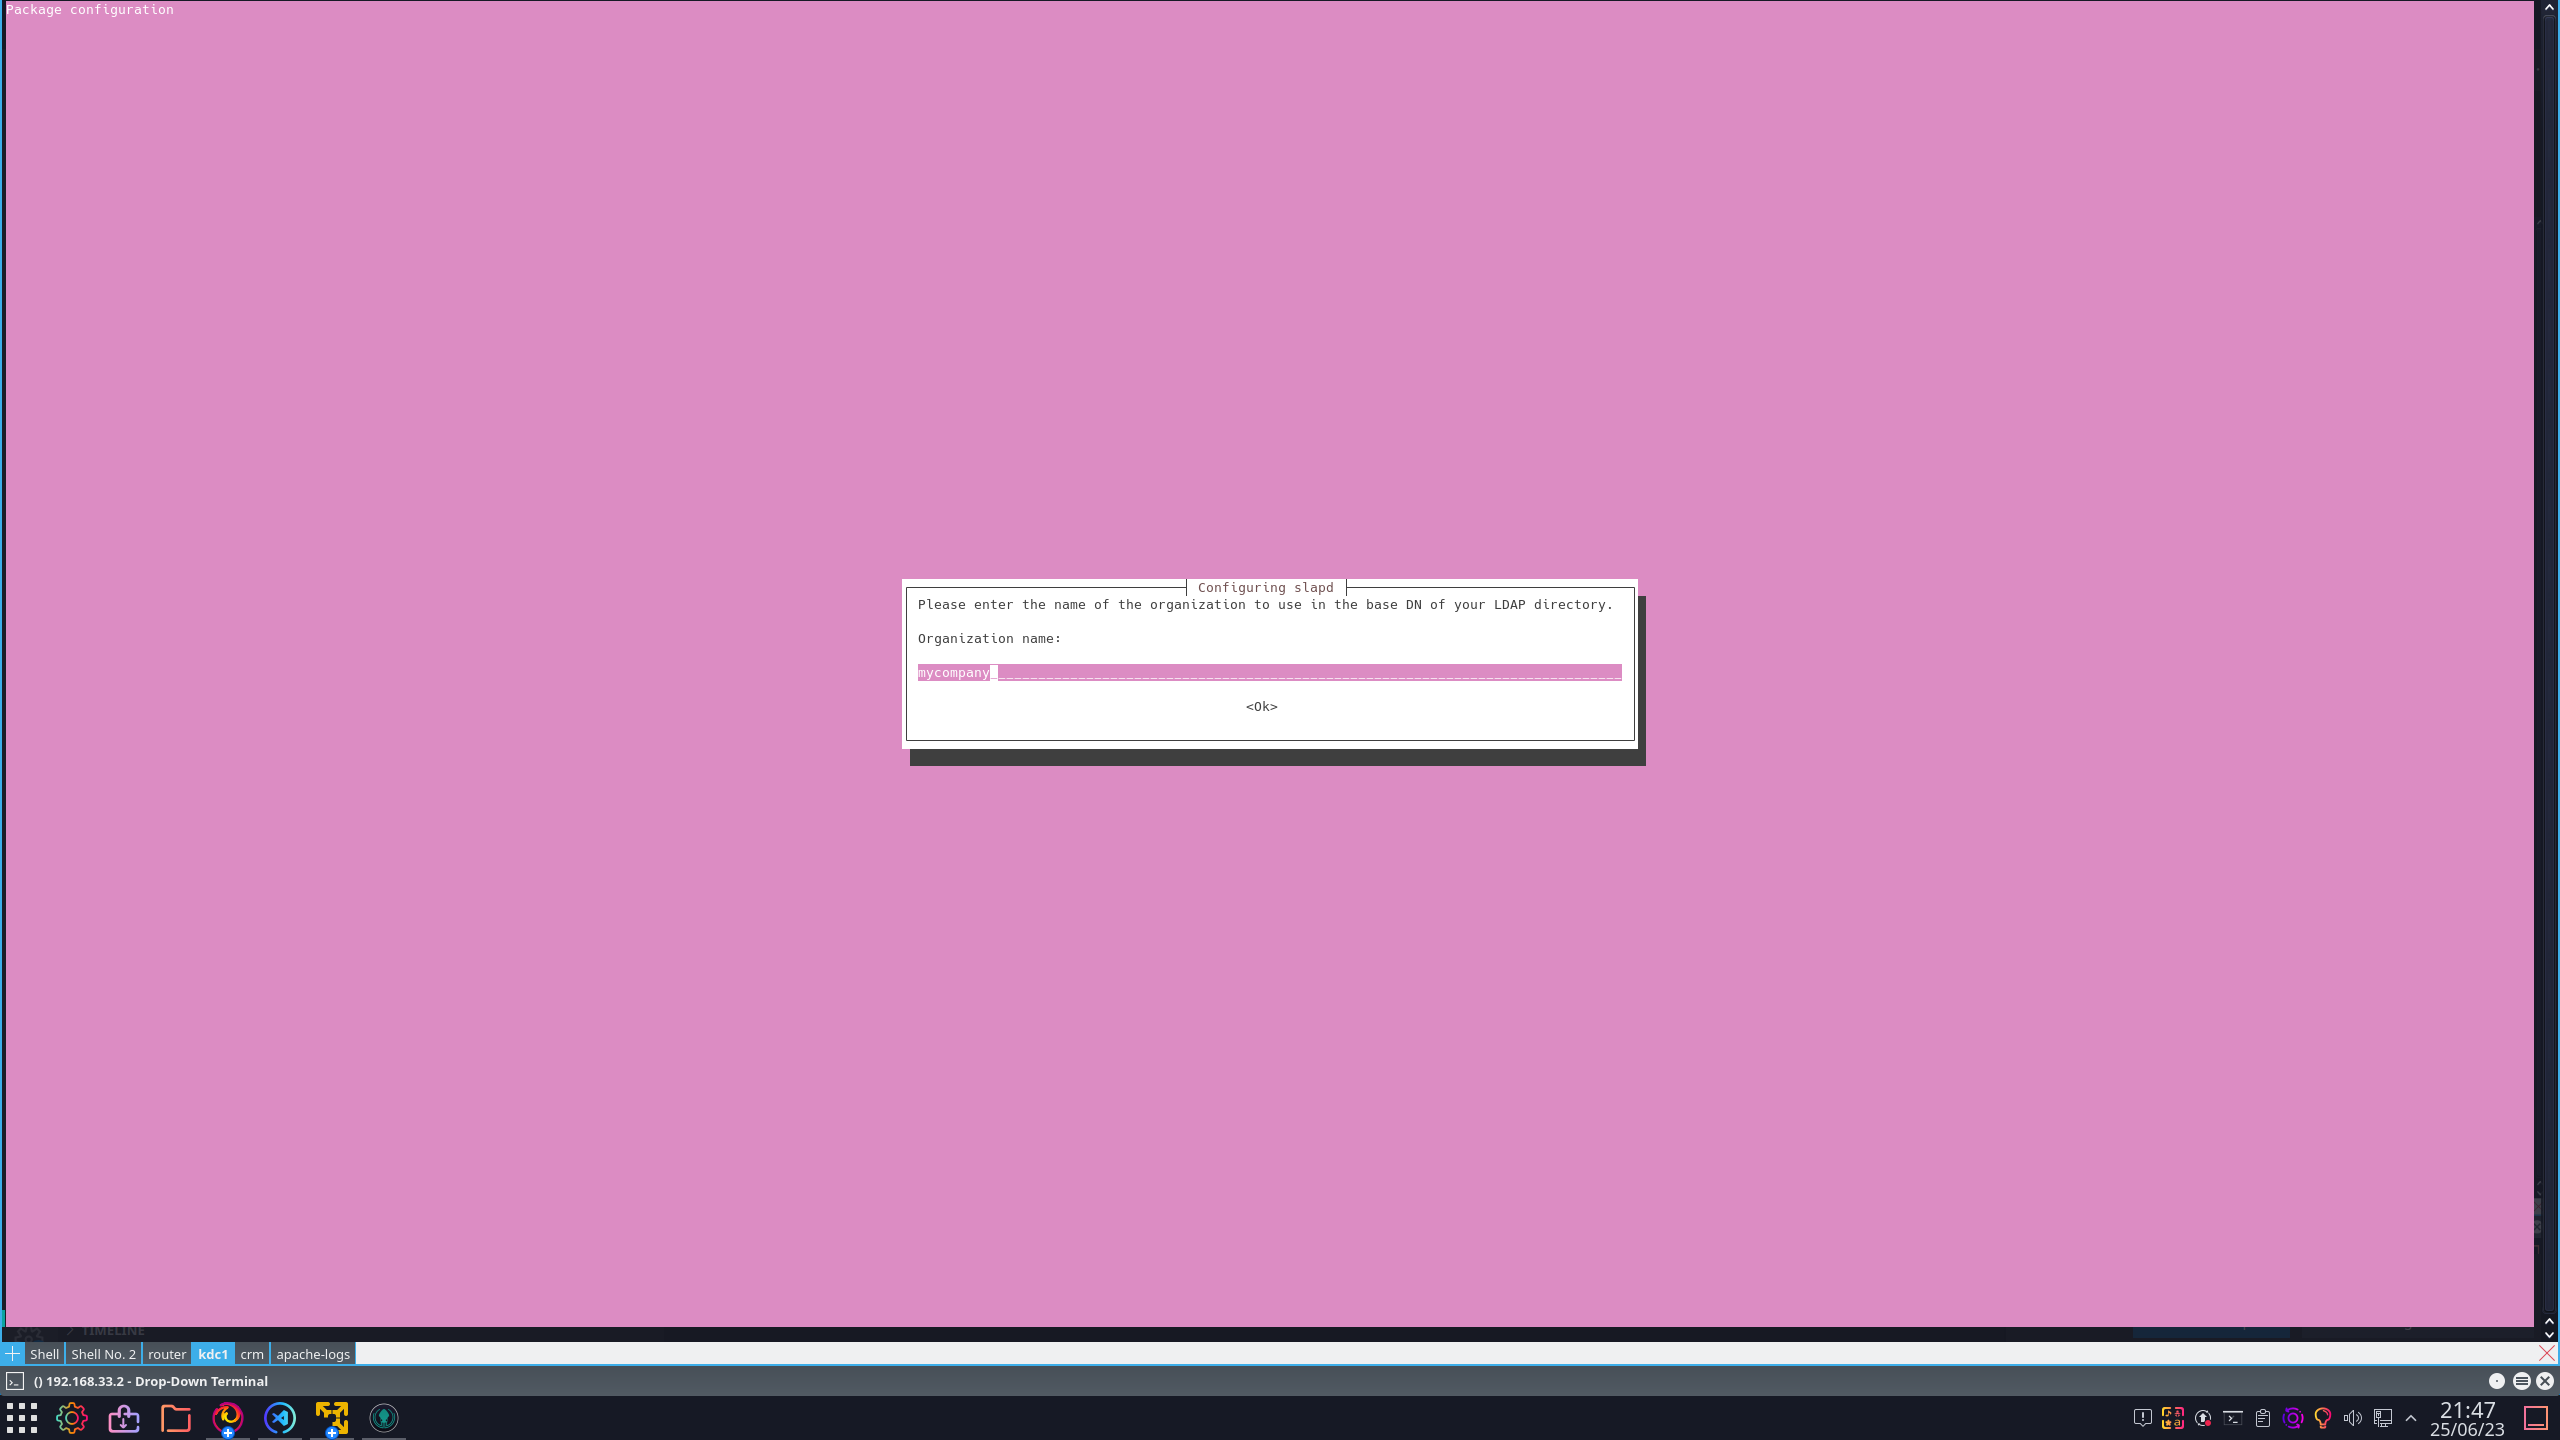 Package configuration
Configuring slapd
Please enter the name of the organization to use in the base DN of your LDAP directory.
Organization name:
mycompany
<Ok>
TIMELINE
Shell
Shell No. 2
router
kdc1
crm
apache-logs
() 192.168.33.2 - Drop-Down Terminal
21:47
25/06/23